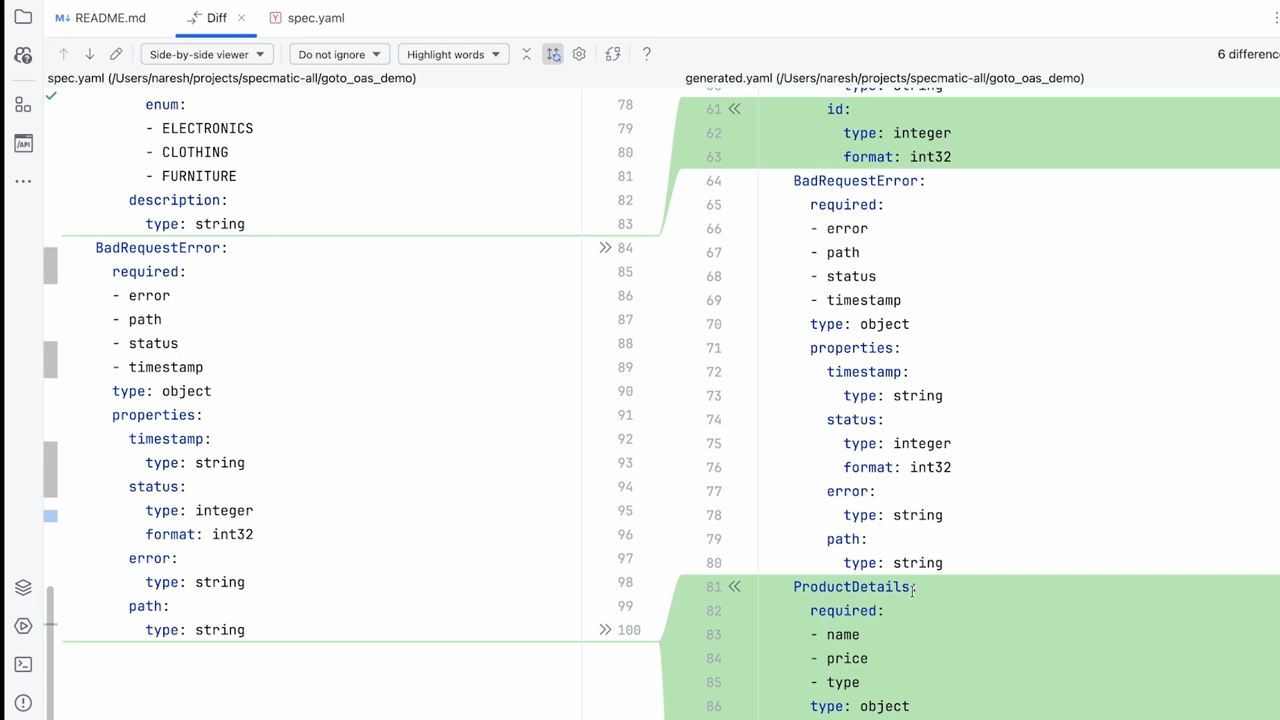 README.md
Diff
spec.yaml
Side-by-side viewer
Do not ignore
Highlight words
?
6 differenc
spec.yaml (/Users/naresh/projects/specmatic-all/goto_oas_demo)
generated.yaml (/Users/naresh/projects/specmatic-all/goto_oas_demo)
enum: 78
- ELECTRONICS 79
- CLOTHING 80
- FURNITURE 81
description: 82
type: string 83
BadRequestError: 84
required: 85
- error 86
- path 87
- status 88
- timestamp 89
type: object 90
properties: 91
timestamp: 92
type: string 93
status: 94
type: integer 95
format: int32 96
error: 97
type: string 98
path: 99
type: string 100
type: string
61 id:
62 type: integer
63 format: int32
64 BadRequestError:
65 required:
66 - error
67 - path
68 - status
69 - timestamp
70 type: object
71 properties:
72 timestamp:
73 type: string
74 status:
75 type: integer
76 format: int32
77 error:
78 type: string
79 path:
80 type: string
81 ProductDetails:
82 required:
83 - name
84 - price
85 - type
86 type: object